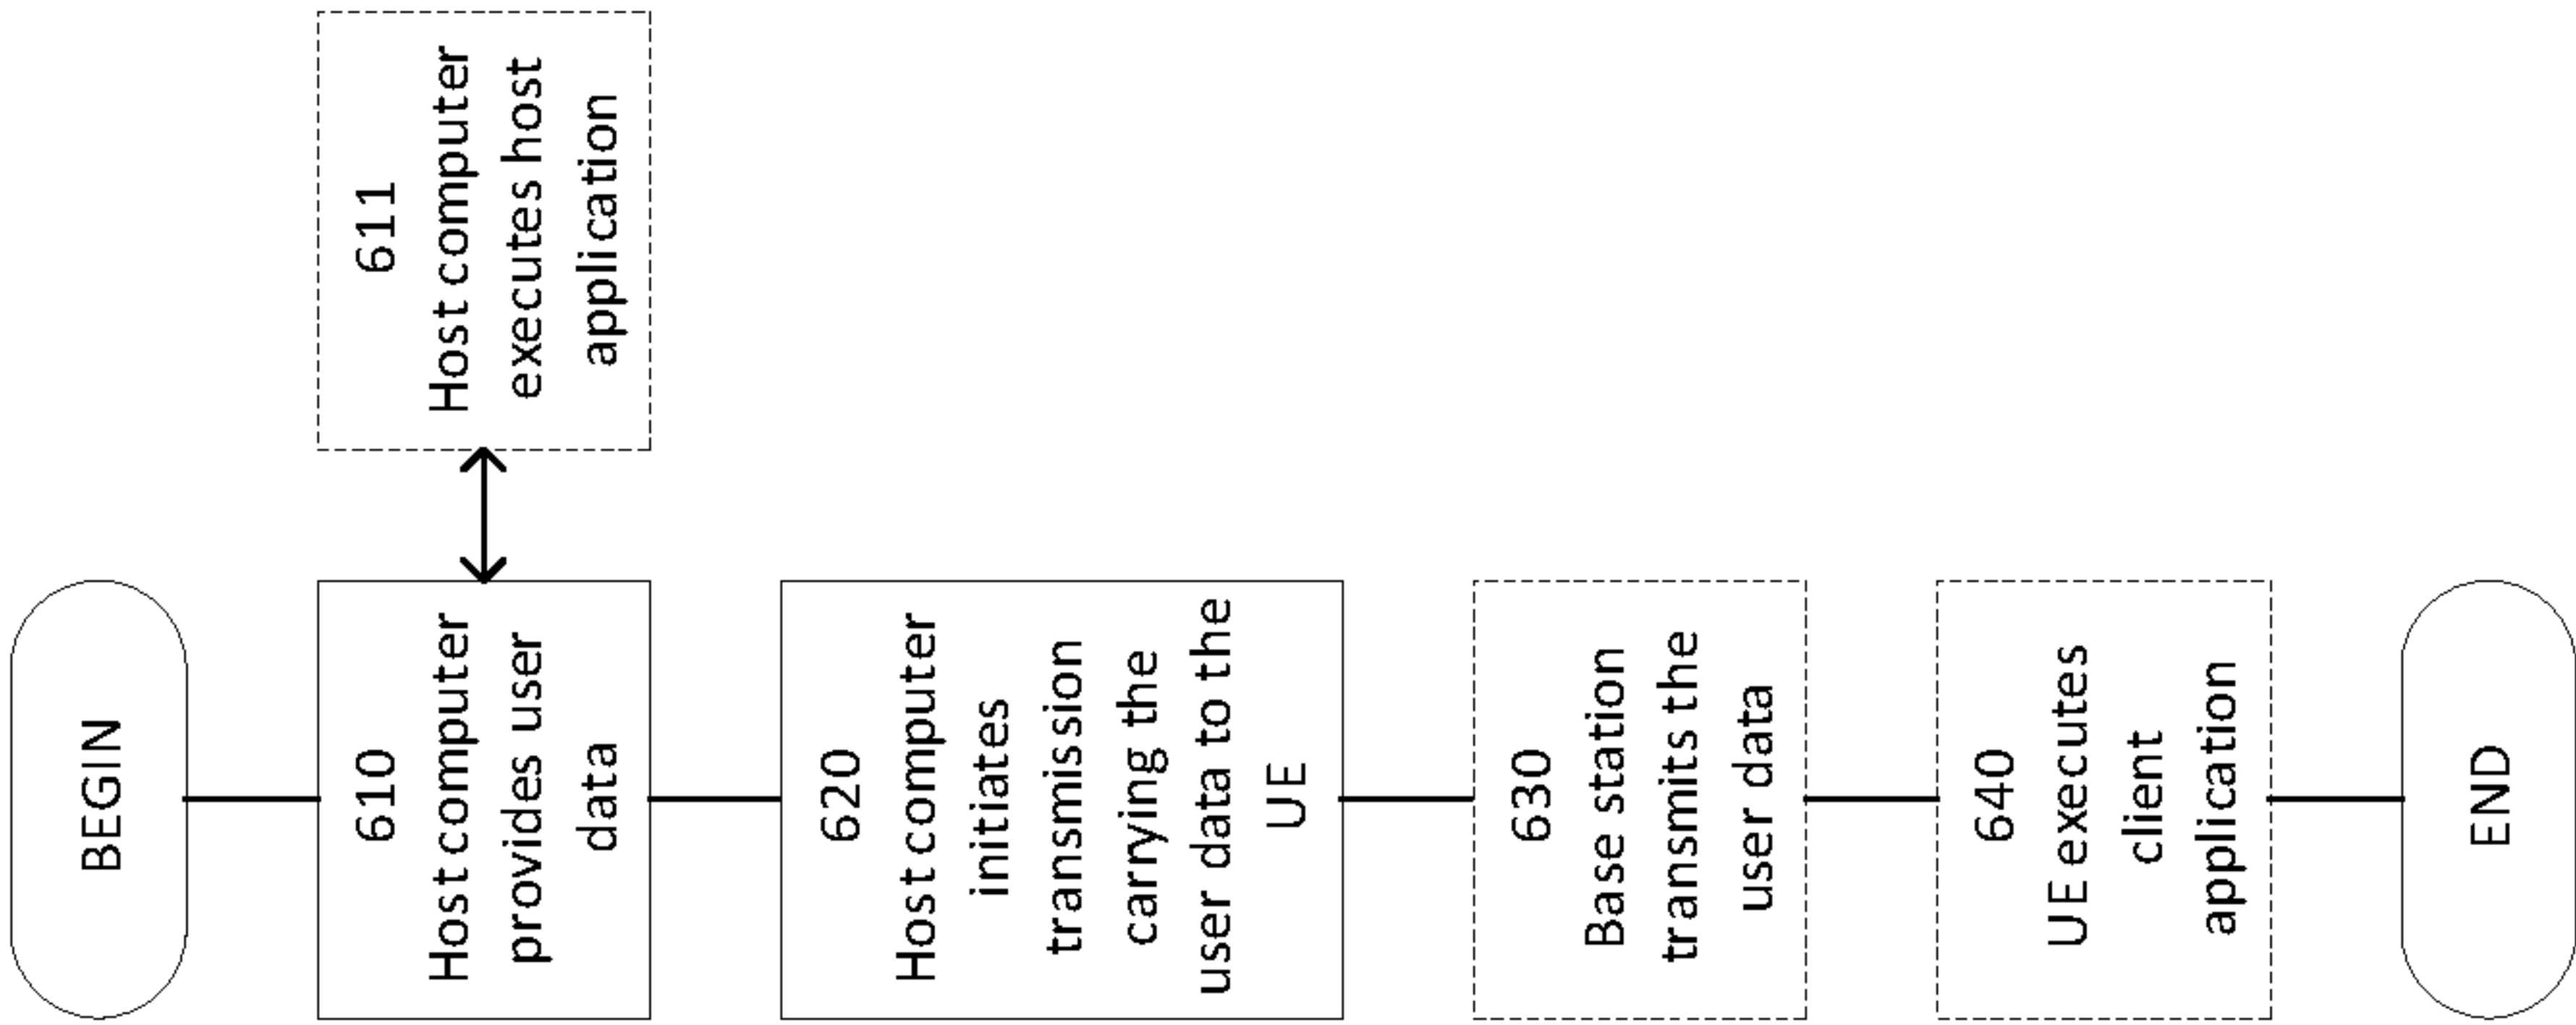 BEGIN
610
Host computer
provides user
data
611
Host computer
executes host
application
620
Host computer
initiates
transmission
carrying the
user data to the
UE
630
Base station
transmits the
user data
640
UE executes
client
application
END